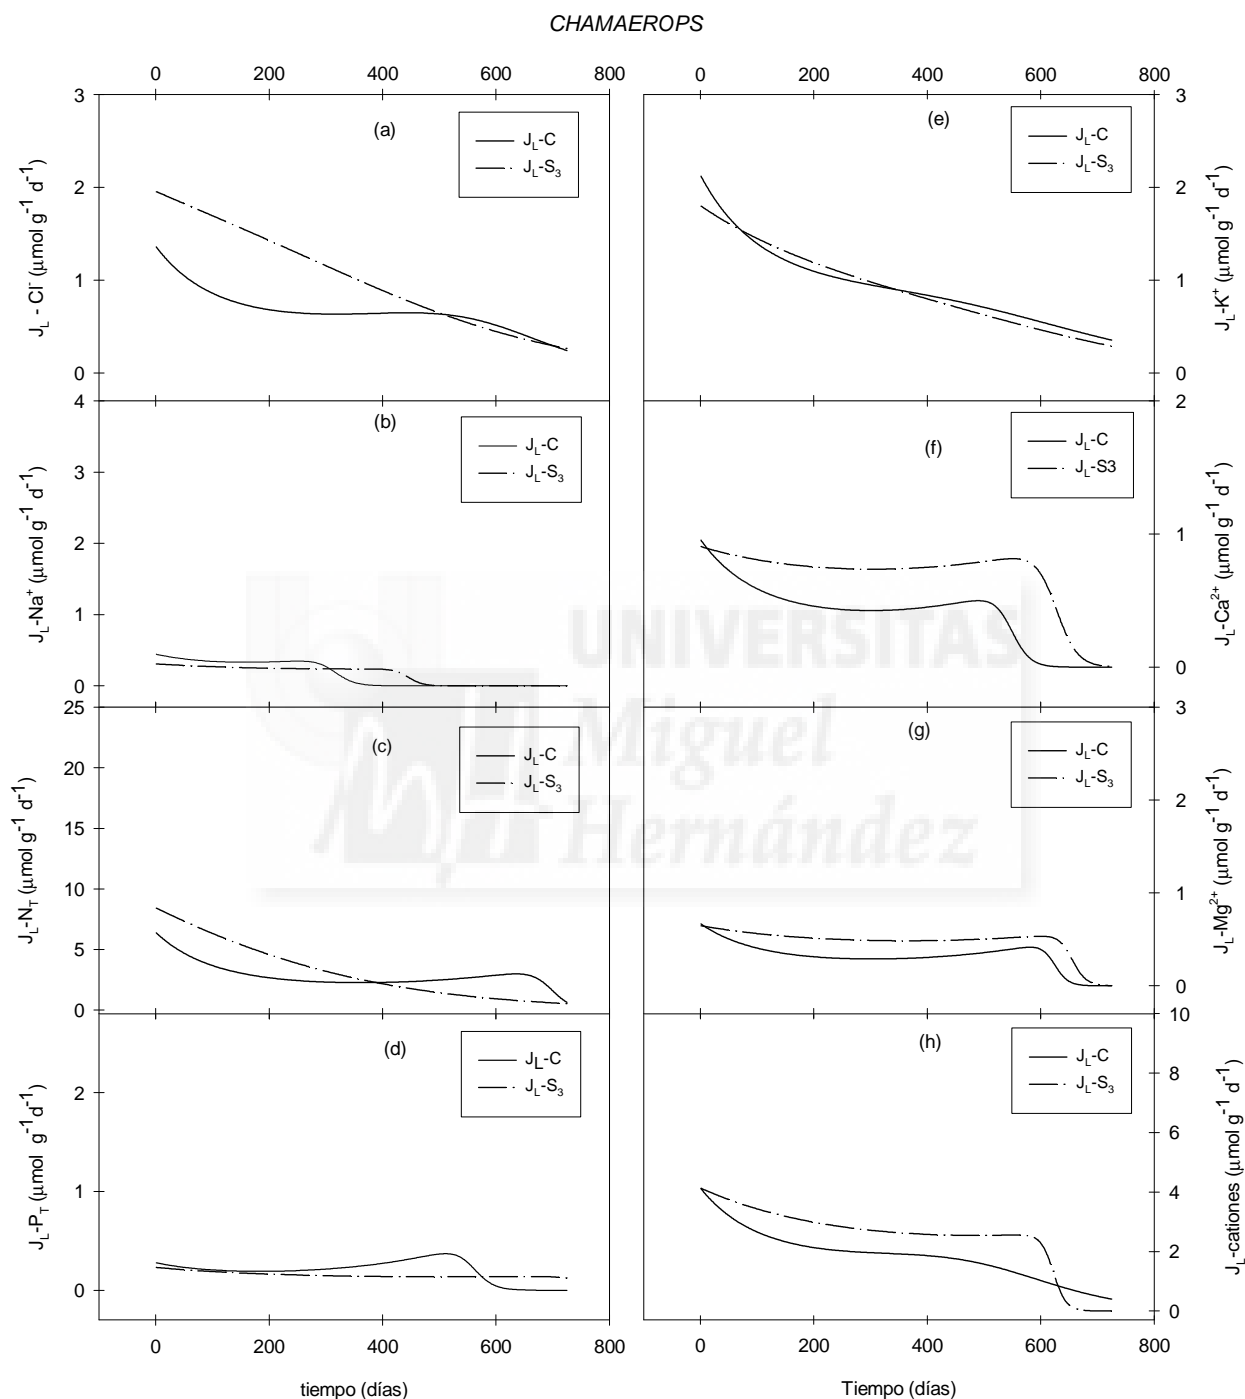 CHAMAEROPS
0 200 400 600 800
0 200 400 600 800
3
2
1
0
J_L - Cl^- (μmol g^-1 d^-1)
(a)
J_L-C
J_L-S_3
(e)
J_L-C
J_L-S_3
3
2
1
0
J_L-K^+ (μmol g^-1 d^-1)
4
3
2
1
0
J_L-Na^+ (μmol g^-1 d^-1)
(b)
J_L-C
J_L-S_3
(f)
J_L-C
J_L-S3
2
1
0
J_L-Ca^2+ (μmol g^-1 d^-1)
UNIVERSITAS
Miguel
Hernández
25
20
15
10
5
0
J_L-N_T (μmol g^-1 d^-1)
(c)
J_L-C
J_L-S_3
(g)
J_L-C
J_L-S_3
3
2
1
0
J_L-Mg^2+ (μmol g^-1 d^-1)
2
1
0
J_L-P_T (μmol g^-1 d^-1)
(d)
J_L-C
J_L-S_3
(h)
J_L-C
J_L-S_3
10
8
6
4
2
0
J_L-cationes (μmol g^-1 d^-1)
0 200 400 600 800
0 200 400 600 800
tiempo (días)
Tiempo (días)